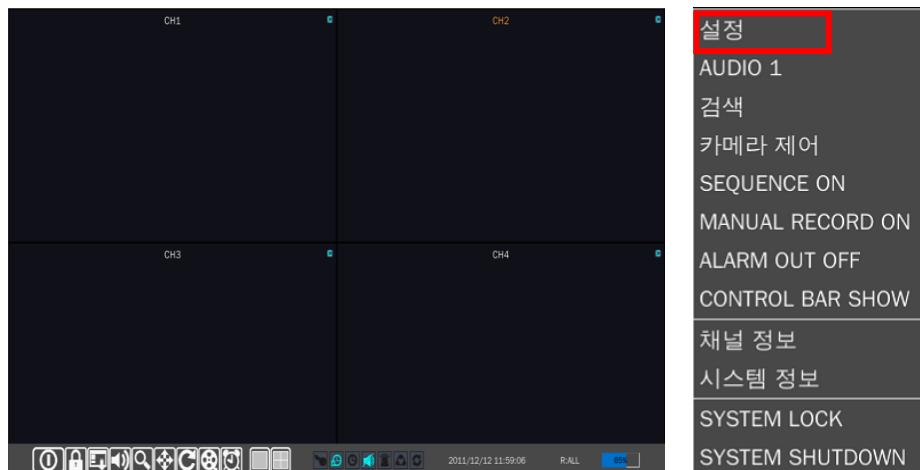 CH1
CH2
CH3
CH4
2011/12/12 11:59:06
R:ALL
65%
설정
AUDIO 1
검색
카메라 제어
SEQUENCE ON
MANUAL RECORD ON
ALARM OUT OFF
CONTROL BAR SHOW
채널 정보
시스템 정보
SYSTEM LOCK
SYSTEM SHUTDOWN